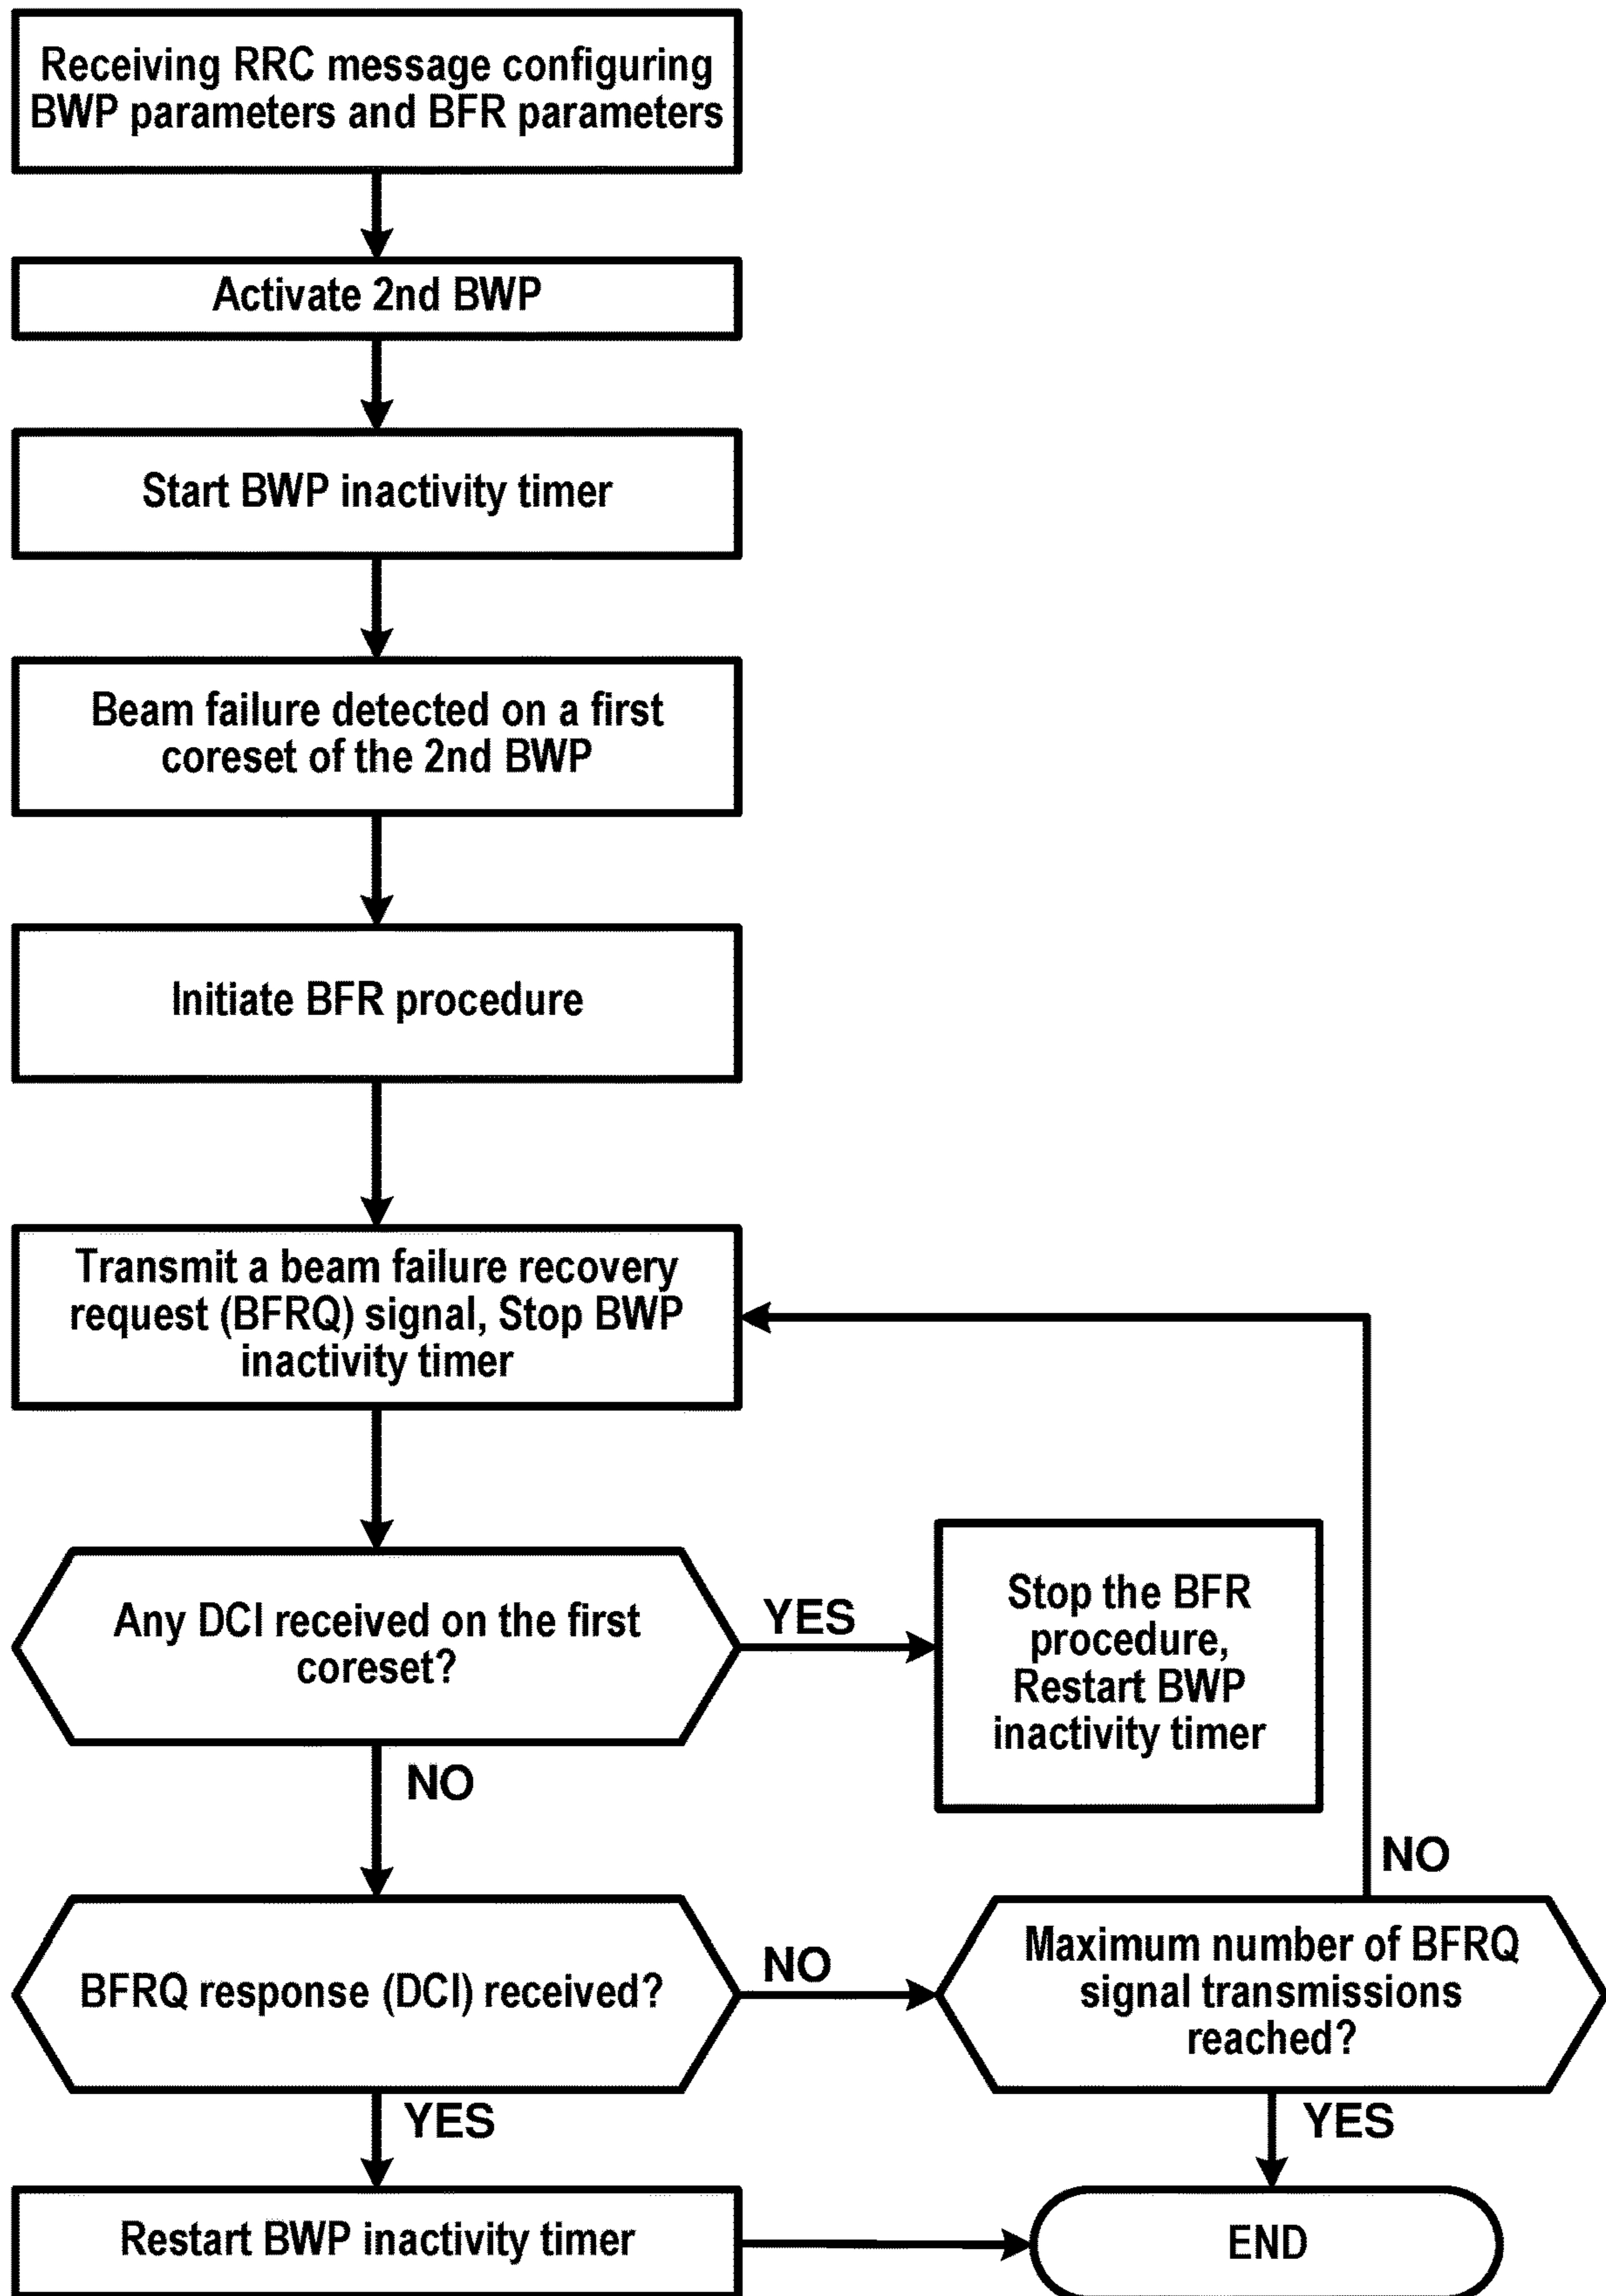 Receiving RRC message configuring
BWP parameters and BFR parameters
Activate 2nd BWP
Start BWP inactivity timer
Beam failure detected on a first
coreset of the 2nd BWP
Initiate BFR procedure
Transmit a beam failure recovery
request (BFRQ) signal, Stop BWP
inactivity timer
Any DCI received on the first
coreset?
YES
Stop the BFR
procedure,
Restart BWP
inactivity timer
NO
NO
BFRQ response (DCI) received?
NO
Maximum number of BFRQ
signal transmissions
reached?
YES
YES
Restart BWP inactivity timer
END